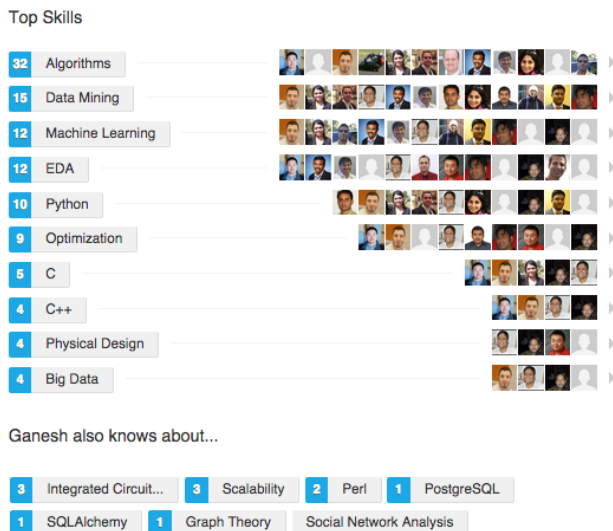 Top Skills
32 Algorithms
15 Data Mining
12 Machine Learning
12 EDA
10 Python
9 Optimization
5 C
4 C++
4 Physical Design
4 Big Data
Ganesh also knows about...
3 Integrated Circuit... 3 Scalability 2 Perl 1 PostgreSQL
1 SQLAlchemy 1 Graph Theory Social Network Analysis